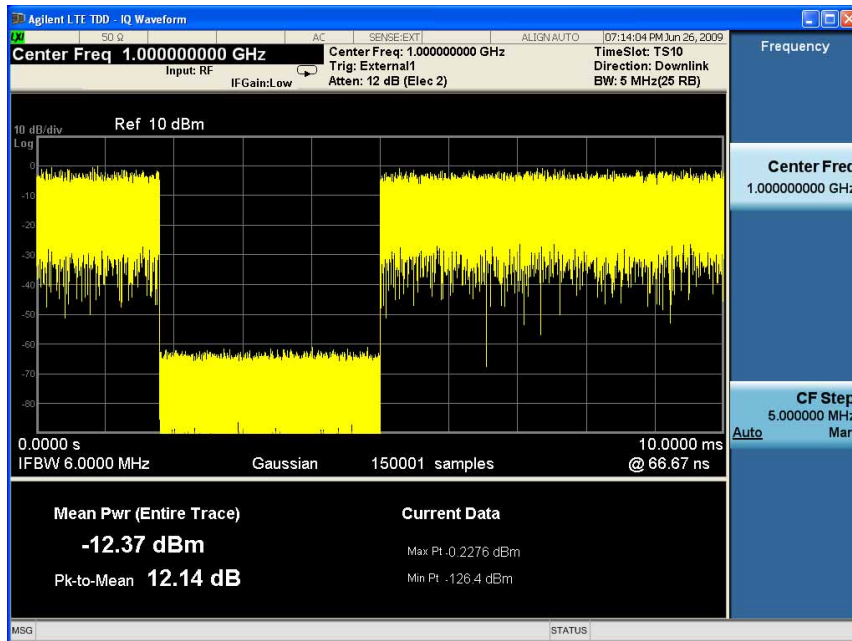 Agilent LTE TDD - IQ Waveform
LXI 50 Ω AC SENSE:EXT ALIGN AUTO 07:14:04 PM Jun 26, 2009
Center Freq 1.000000000 GHz
Input: RF
IFGain:Low
Center Freq: 1.000000000 GHz
Trig: External1
Atten: 12 dB (Elec 2)
TimeSlot: TS10
Direction: Downlink
BW: 5 MHz(25 RB)
Frequency
10 dB/div
Log
Ref 10 dBm
0
-10
-20
-30
-40
-50
-60
-70
-80
Center Freq
1.000000000 GHz
CF Step
5.000000 MHz
Auto Man
0.0000 s 10.0000 ms
IFBW 6.0000 MHz Gaussian 150001 samples @ 66.67 ns
Mean Pwr (Entire Trace)
-12.37 dBm
Pk-to-Mean 12.14 dB
Current Data
Max Pt -0.2276 dBm
Min Pt -126.4 dBm
MSG STATUS